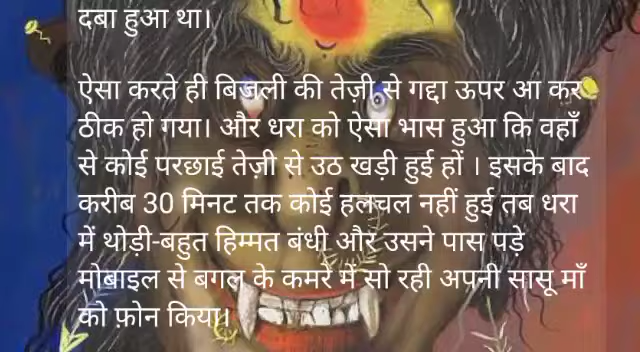 दबा हुआ था।
ऐसा करते ही बिजली की तेज़ी से गद्दा ऊपर आ कर
ठीक हो गया। और धरा को ऐसा भास हुआ कि वहाँ
से कोई परछाई तेज़ी से उठ खड़ी हुई हों । इसके बाद
करीब 30 मिनट तक कोई हलचल नहीं हुई तब धरा
में थोड़ी-बहुत हिम्मत बंधी और उसने पास पड़े
मोबाइल से बगल के कमरे में सो रही अपनी सासू माँ
को फ़ोन किया।